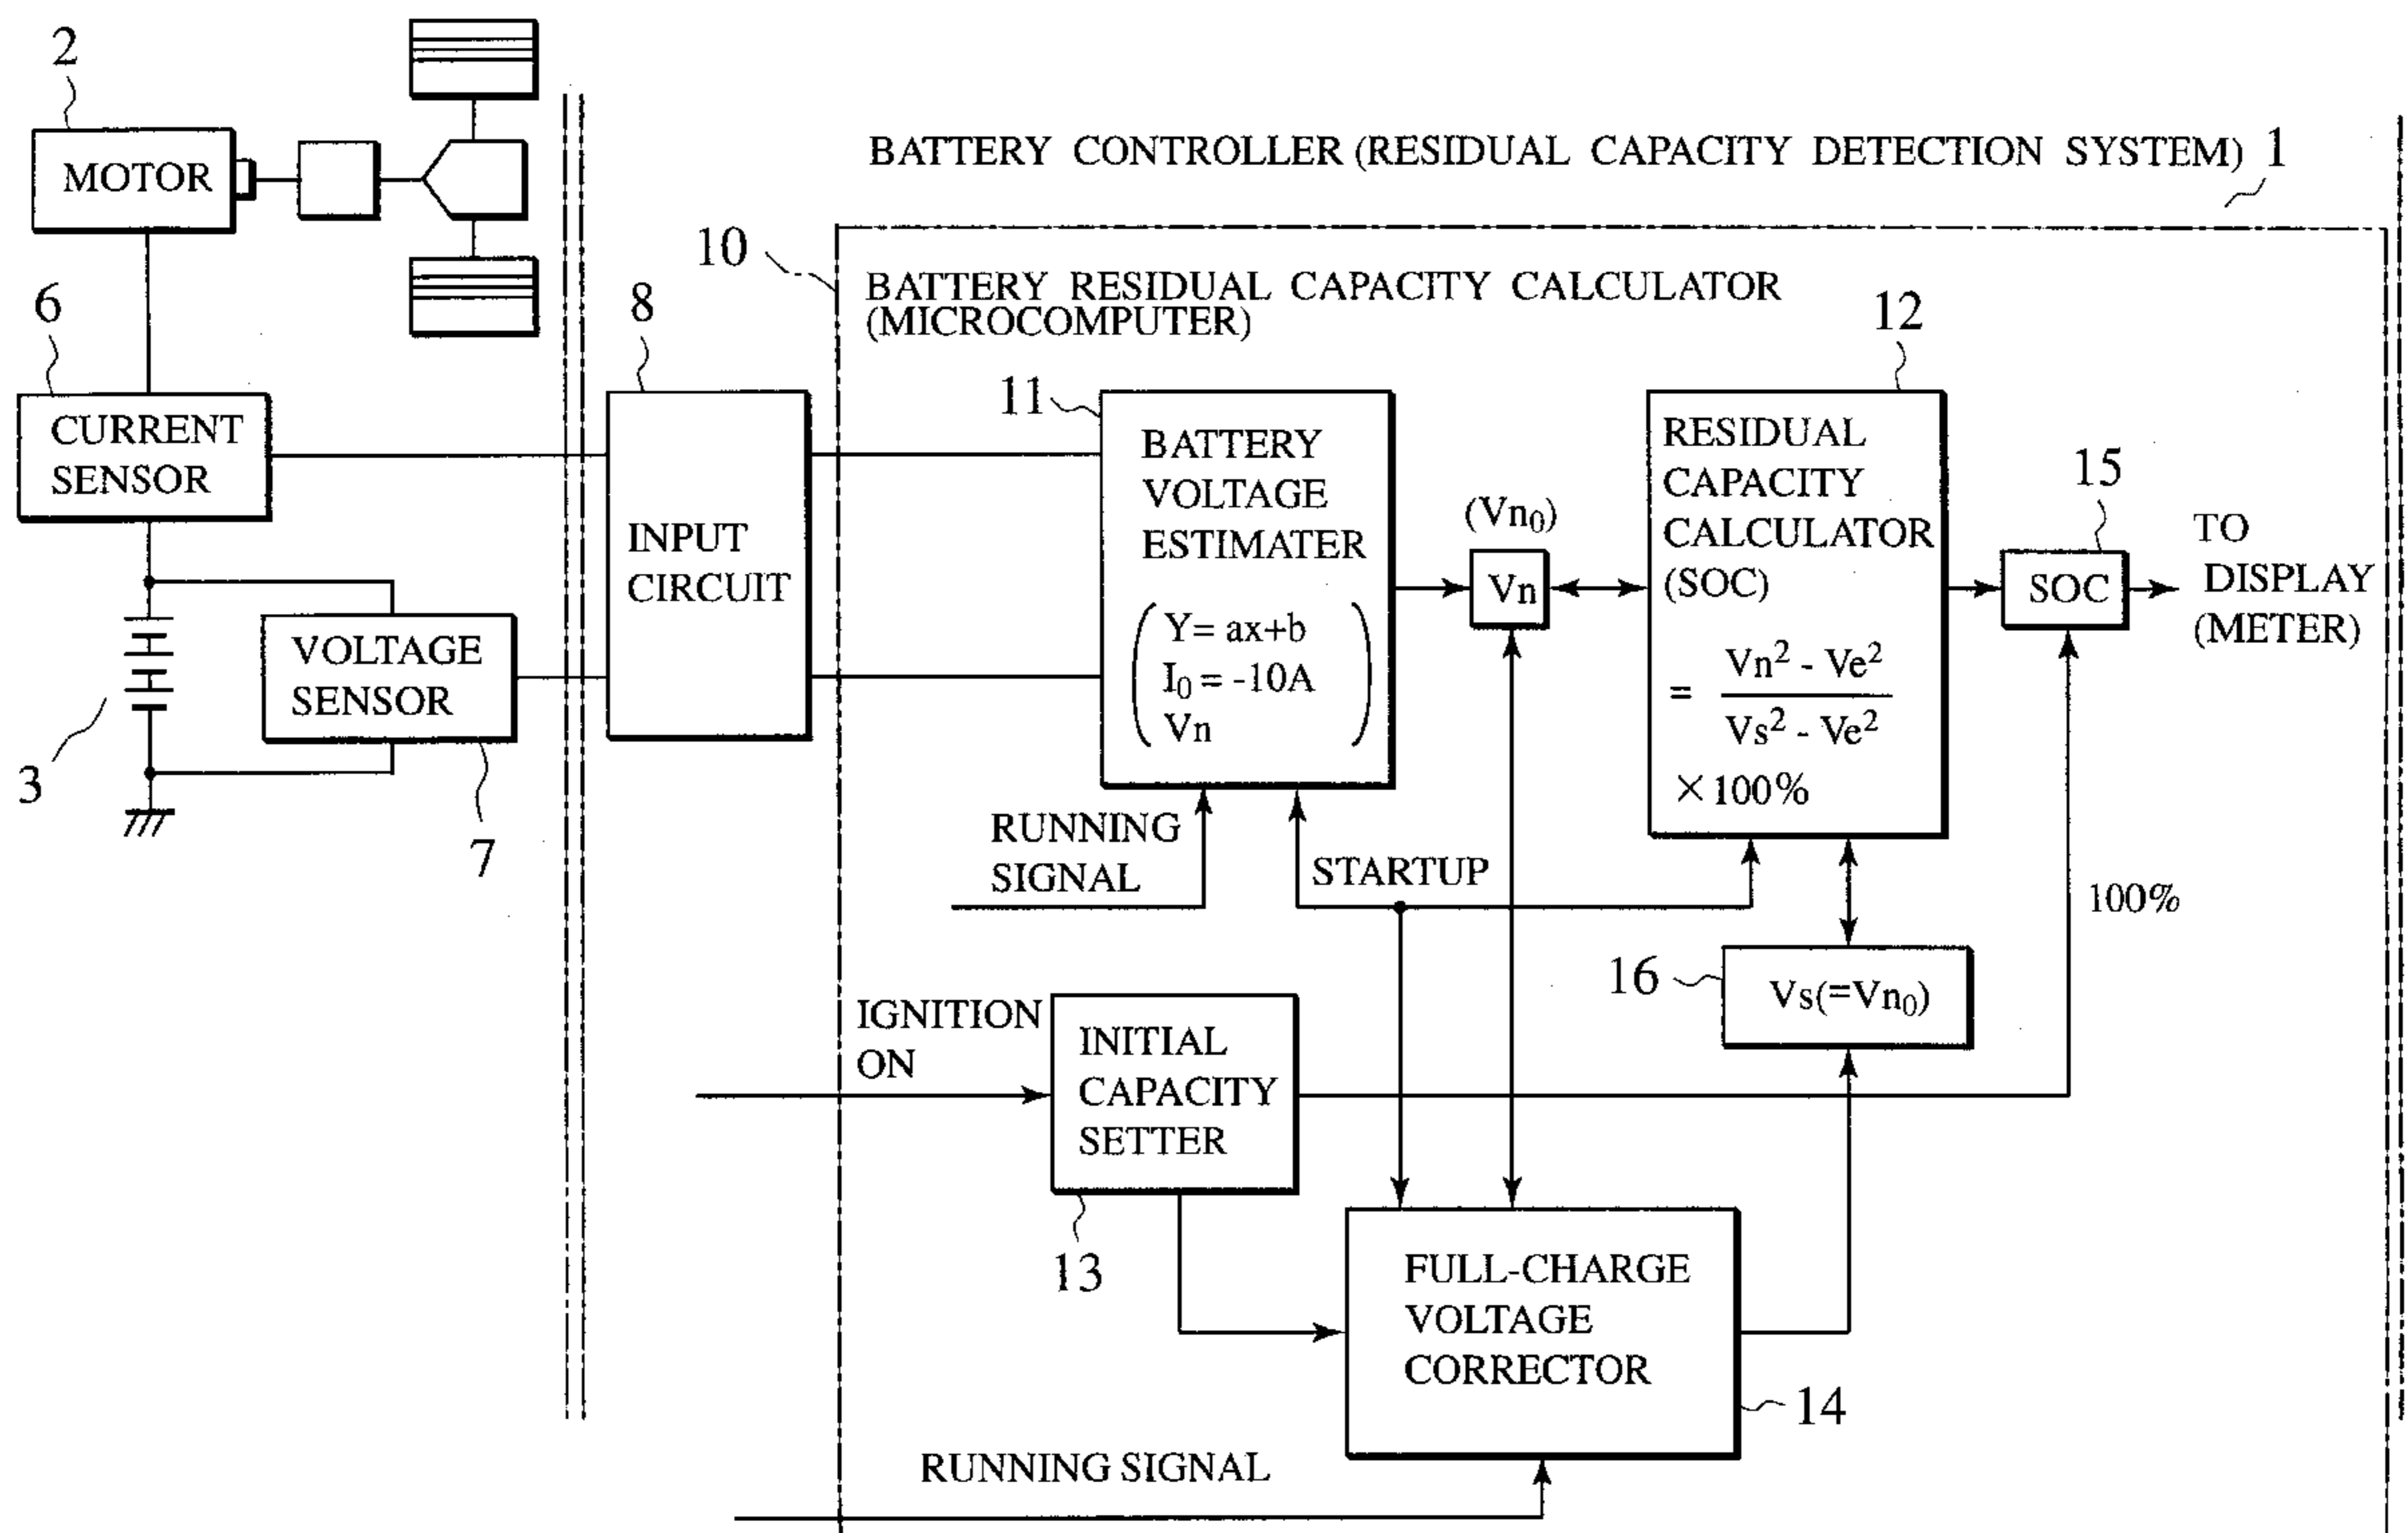 2
MOTOR
BATTERY CONTROLLER (RESIDUAL CAPACITY DETECTION SYSTEM) 1
10
BATTERY RESIDUAL CAPACITY CALCULATOR
(MICROCOMPUTER)
6
CURRENT
SENSOR
3
VOLTAGE
SENSOR
7
8
INPUT
CIRCUIT
11
BATTERY
VOLTAGE
ESTIMATER
Y= ax+b
I₀ = -10A
Vn
(Vn₀)
Vn
12
RESIDUAL
CAPACITY
CALCULATOR
(SOC)
= Vn² - Ve²
Vs² - Ve²
×100%
15
SOC
TO
DISPLAY
(METER)
RUNNING
SIGNAL
STARTUP
100%
16
Vs(=Vn₀)
IGNITION
ON
INITIAL
CAPACITY
SETTER
13
FULL-CHARGE
VOLTAGE
CORRECTOR
14
RUNNING SIGNAL